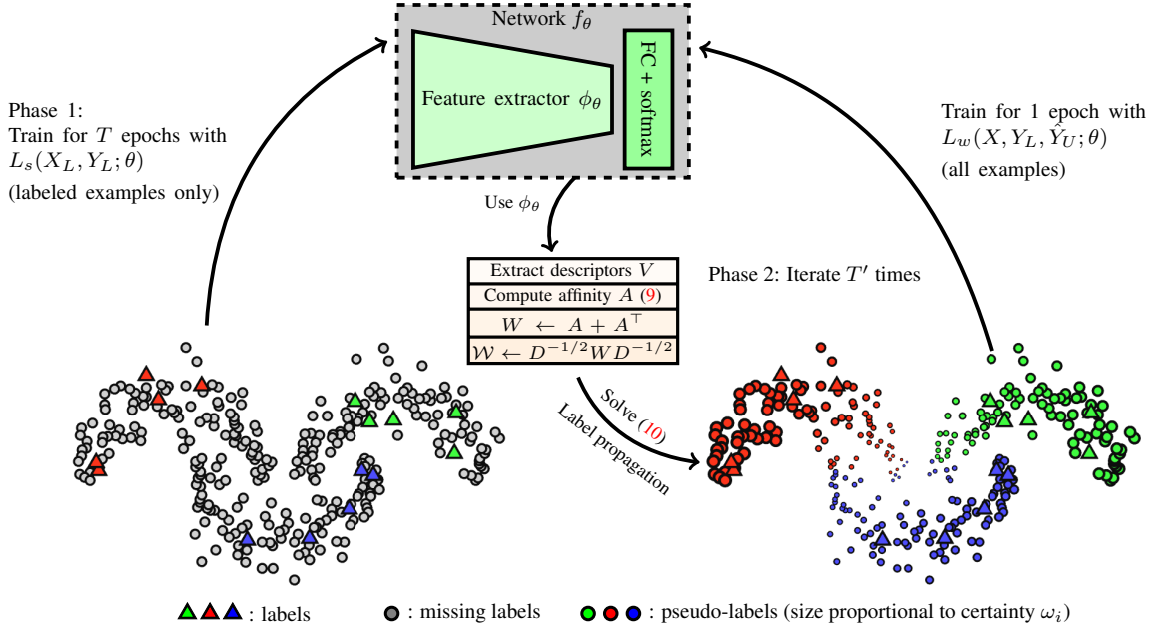 Network $f_\theta$
Feature extractor $\phi_\theta$
FC + softmax
Phase 1:
Train for $T$ epochs with
$L_s(X_L, Y_L; \theta)$
(labeled examples only)
Train for 1 epoch with
$L_w(X, Y_L, \hat{Y}_U; \theta)$
(all examples)
Use $\phi_\theta$
Extract descriptors $V$
Compute affinity $A$ (9)
$W \leftarrow A + A^\top$
$\mathcal{W} \leftarrow D^{-1/2} W D^{-1/2}$
Phase 2: Iterate $T'$ times
Solve (10)
Label propagation
: labels
: missing labels
: pseudo-labels (size proportional to certainty $\omega_i$)